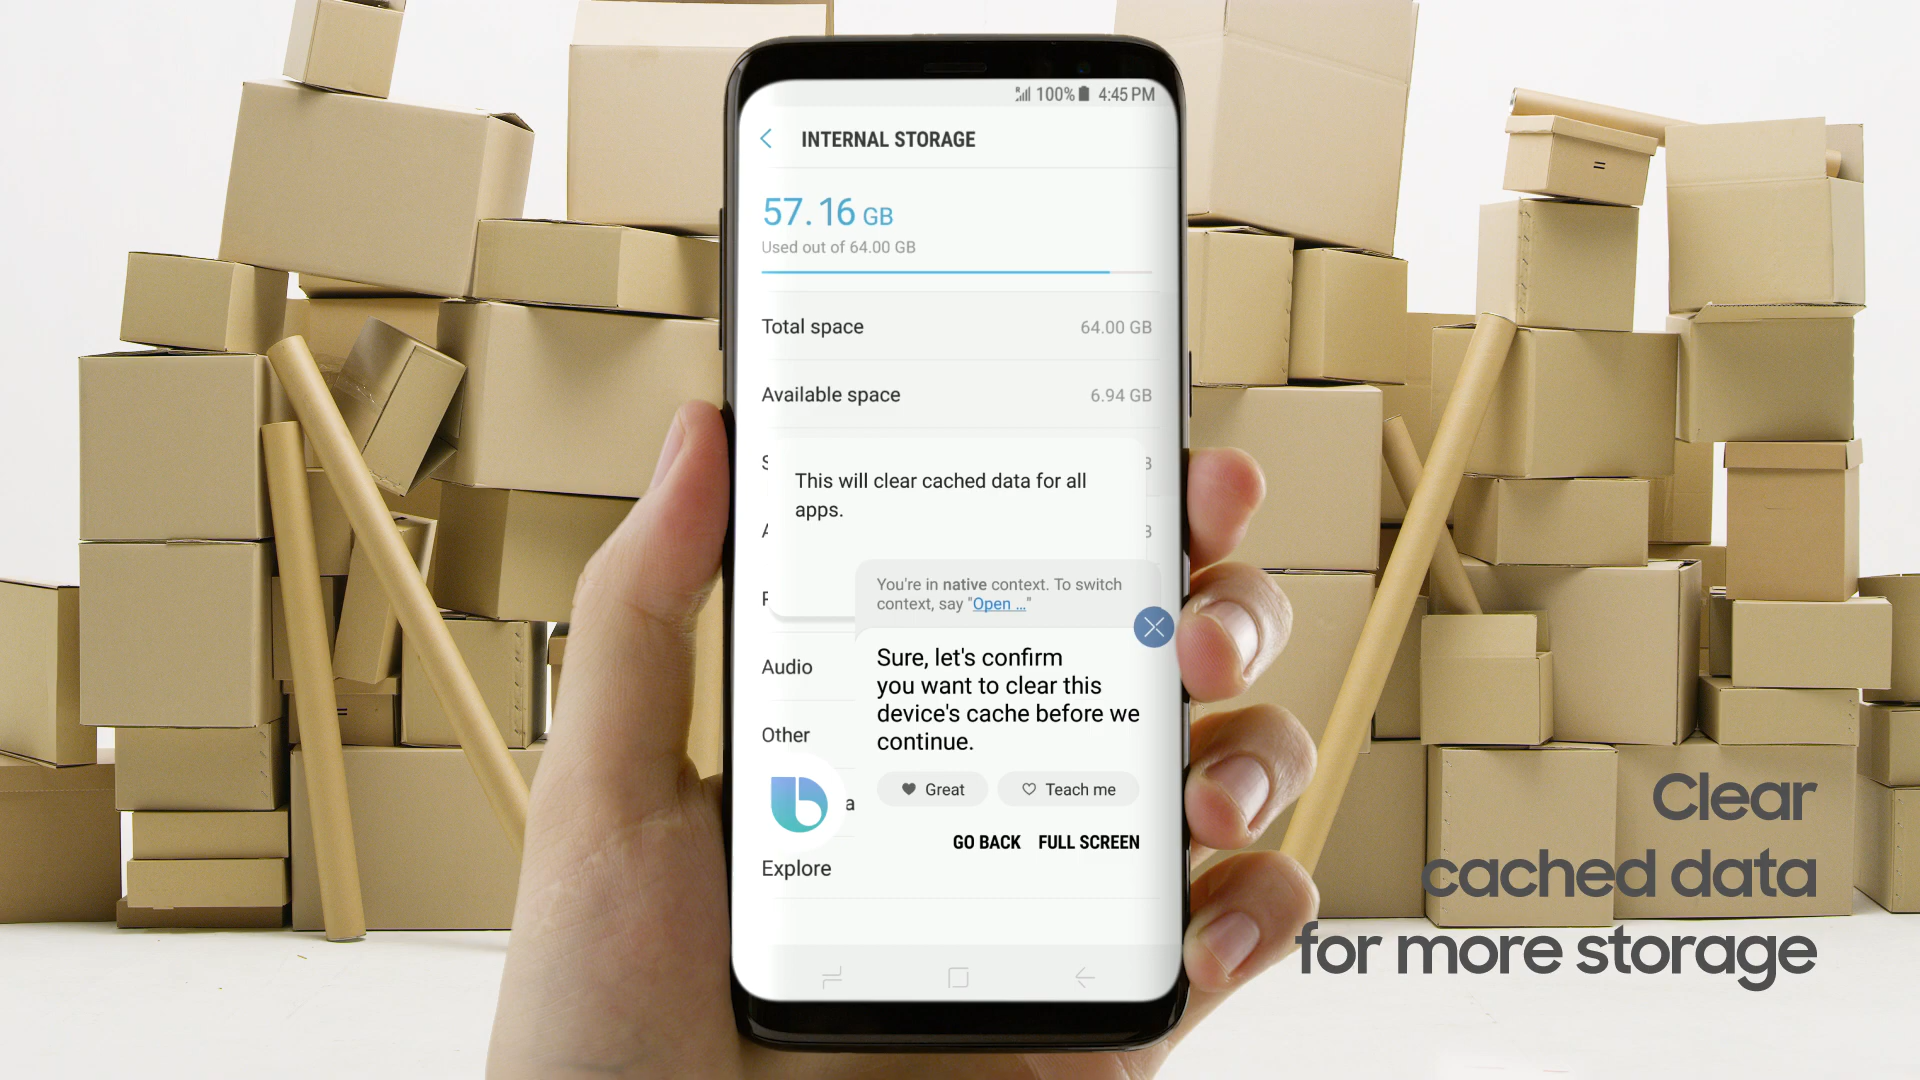 100% 4:45 PM
INTERNAL STORAGE
57.16 GB
Used out of 64.00 GB
Total space 64.00 GB
Available space 6.94 GB
This will clear cached data for all
apps.
You're in native context. To switch
context, say "Open ..."
Audio
Sure, let's confirm
you want to clear this
device's cache before we
continue.
Other
Great Teach me
GO BACK FULL SCREEN
Explore
Clear
cached data
for more storage